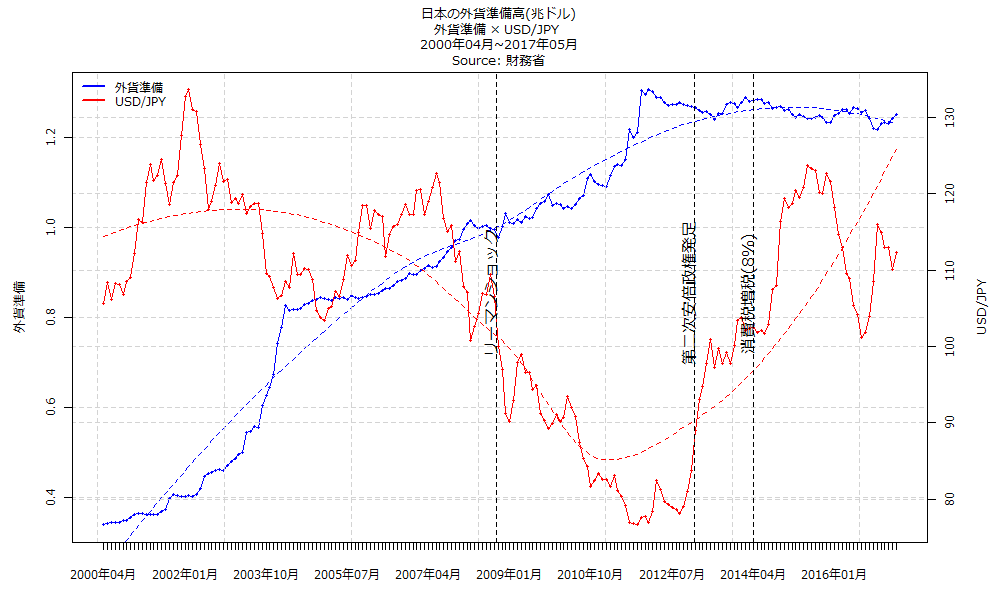 日本の外貨準備高(兆ドル)
外貨準備 × USD/JPY
2000年04月~2017年05月
Source: 財務省
外貨準備
USD/JPY
1.2
1.0
0.8
0.6
0.4
外貨準備
130
120
110
100
90
80
USD/JPY
リーマンショック
第二次安倍政権発足
消費税増税(8%)
2000年04月 2002年01月 2003年10月 2005年07月 2007年04月 2009年01月 2010年10月 2012年07月 2014年04月 2016年01月